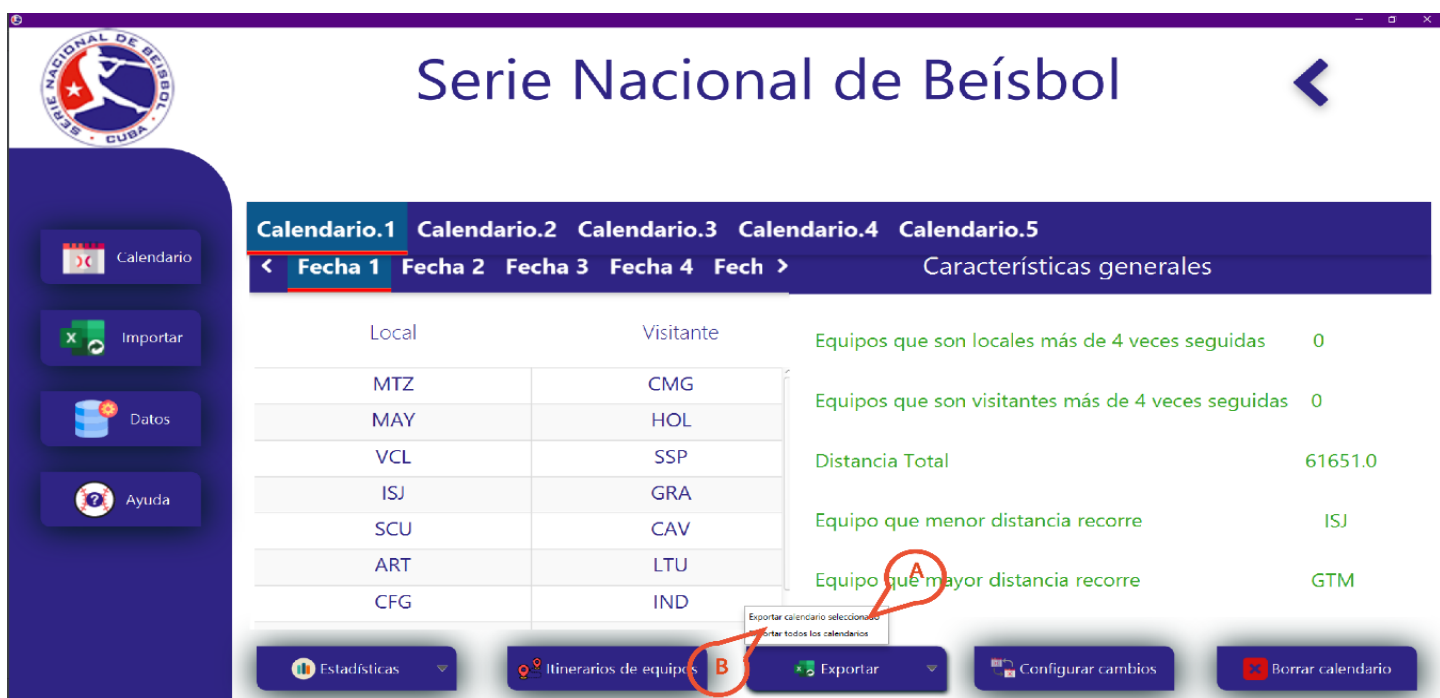 SERIE NACIONAL DE BEISBOL
CUBA
Serie Nacional de Beísbol
Calendario
Importar
Datos
Ayuda
Calendario.1 Calendario.2 Calendario.3 Calendario.4 Calendario.5
< Fecha 1 Fecha 2 Fecha 3 Fecha 4 Fech >
Características generales
Local Visitante
MTZ CMG
MAY HOL
VCL SSP
ISJ GRA
SCU CAV
ART LTU
CFG IND
Equipos que son locales más de 4 veces seguidas 0
Equipos que son visitantes más de 4 veces seguidas 0
Distancia Total 61651.0
Equipo que menor distancia recorre ISJ
Equipo que mayor distancia recorre GTM
A
Exportar calendario seleccionado
Exportar todos los calendarios
B
Estadísticas
Itinerarios de equipos
Exportar
Configurar cambios
Borrar calendario